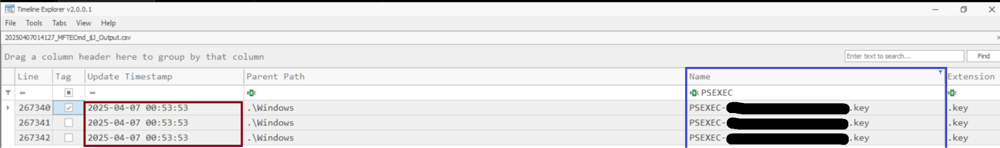 Timeline Explorer v2.0.0.1
File Tools Tabs View Help
20250407014127_MFTECmd_$J_Output.csv
Drag a column header here to group by that column
Enter text to search...
Find
Line Tag Update Timestamp Parent Path Name Extension
= = PSEXEC
267340 2025-04-07 00:53:53 .\Windows PSEXEC- .key .key
267341 2025-04-07 00:53:53 .\Windows PSEXEC- .key .key
267342 2025-04-07 00:53:53 .\Windows PSEXEC- .key .key